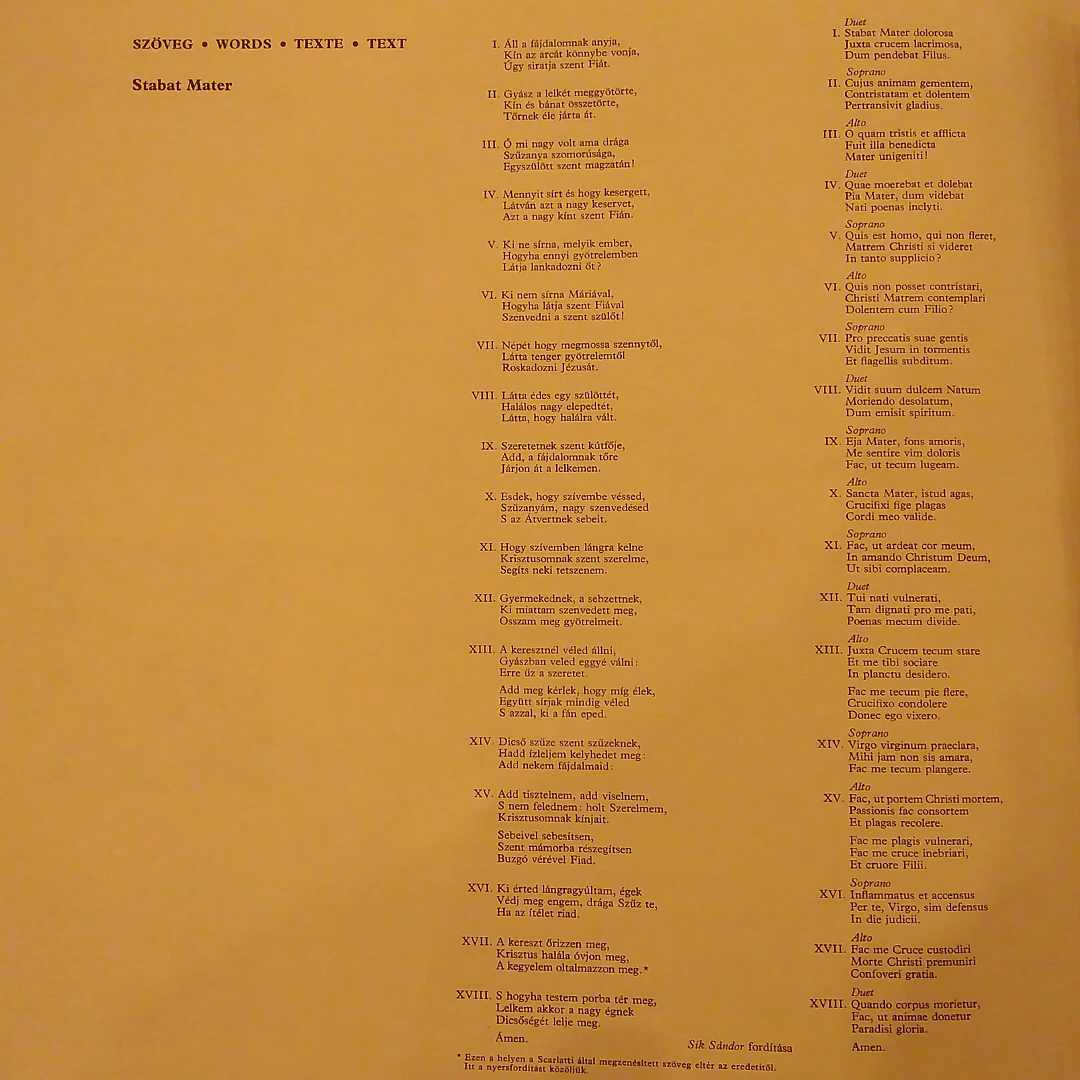 SZÖVEG • WORDS • TEXTE • TEXT
Stabat Mater
I. Áll a fájdalomnak anyja,
Kín az arcát könnybe vonja,
Úgy siratja szent Fiát.
II. Gyász a lelkét meggyötörte,
Kín és bánat összetörte,
Tőrnek éle járta át.
III. Ó mi nagy volt ama drága
Szűzanya szomorúsága,
Egyszülött szent magzatán!
IV. Mennyit sírt és hogy kesergett,
Látván azt a nagy keservet,
Azt a nagy kínt szent Fián.
V. Ki ne sírna, melyik ember,
Hogyha ennyi gyötrelemben
Látja lankadozni őt?
VI. Ki nem sírna Máriával,
Hogyha látja szent Fiával
Szenvedni a szent szülőt!
VII. Népét hogy megmossa szennytől,
Látta tenger gyötrelemtől
Roskadozni Jézusát.
VIII. Látta édes egy szülöttét,
Halálos nagy elepedtét,
Látta, hogy halálra vált.
IX. Szeretetnek szent kútfője,
Add, a fájdalomnak tőre
Járjon át a lelkemen.
X. Esdek, hogy szívembe véssed,
Szűzanyám, nagy szenvedésed
S az Átvertnek sebeit.
XI. Hogy szívemben lángra kelne
Krisztusomnak szent szerelme,
Segíts neki tetszenem.
XII. Gyermekednek, a sebzettnek,
Ki miattam szenvedett meg,
Osszam meg gyötrelmeit.
XIII. A keresztnél véled állni,
Gyászban veled eggyé válni:
Erre űz a szeretet.
Add meg kérlek, hogy míg élek,
Együtt sírjak mindig véled
S azzal, ki a fán eped.
XIV. Dicső szűze szent szűzeknek,
Hadd ízleljem kelyhedet meg:
Add nekem fájdalmaid:
XV. Add tisztelnem, add viselnem,
S nem felednem: holt Szerelmem,
Krisztusomnak kínjait.
Sebeivel sebesítsen,
Szent mámorba részegítsen
Buzgó vérével Fiad.
XVI. Ki érted lángragyúltam, égek
Védj meg engem, drága Szűz te,
Ha az ítélet riad.
XVII. A kereszt őrizzen meg,
Krisztus halála óvjon meg,
A kegyelem oltalmazzon meg.*
XVIII. S hogyha testem porba tér meg,
Lelkem akkor a nagy égnek
Dicsőségét lelje meg.
Ámen.
Sík Sándor fordítása
* Ezen a helyen a Scarlatti által megzenésített szöveg eltér az eredetitől.
Itt a nyersfordítást közöljük.
Duet
I. Stabat Mater dolorosa
Juxta crucem lacrimosa,
Dum pendebat Filus.
Soprano
II. Cujus animam gementem,
Contristatam et dolentem
Pertransivit gladius.
Alto
III. O quam tristis et afflicta
Fuit illa benedicta
Mater unigeniti!
Duet
IV. Quae moerebat et dolebat
Pia Mater, dum videbat
Nati poenas inclyti.
Soprano
V. Quis est homo, qui non fleret,
Matrem Christi si videret
In tanto supplicio?
Alto
VI. Quis non posset contristari,
Christi Matrem contemplari
Dolentem cum Filio?
Soprano
VII. Pro preccatis suae gentis
Vidit Jesum in tormentis
Et flagellis subditum.
Duet
VIII. Vidit suum dulcem Natum
Moriendo desolatum,
Dum emisit spiritum.
Soprano
IX. Eja Mater, fons amoris,
Me sentire vim doloris
Fac, ut tecum lugeam.
Alto
X. Sancta Mater, istud agas,
Crucifixi fige plagas
Cordi meo valide.
Soprano
XI. Fac, ut ardeat cor meum,
In amando Christum Deum,
Ut sibi complaceam.
Duet
XII. Tui nati vulnerati,
Tam dignati pro me pati,
Poenas mecum divide.
Alto
XIII. Juxta Crucem tecum stare
Et me tibi sociare
In planctu desidero.
Fac me tecum pie flere,
Crucifixo condolere
Donec ego vixero.
Soprano
XIV. Virgo virginum praeclara,
Mihi jam non sis amara,
Fac me tecum plangere.
Alto
XV. Fac, ut portem Christi mortem,
Passionis fac consortem
Et plagas recolere.
Fac me plagis vulnerari,
Fac me cruce inebriari,
Et cruore Filii.
Soprano
XVI. Inflammatus et accensus
Per te, Virgo, sim defensus
In die judicii.
Alto
XVII. Fac me Cruce custodiri
Morte Christi premuniri
Confoveri gratia.
Duet
XVIII. Quando corpus morietur,
Fac, ut animae donetur
Paradisi gloria.
Amen.